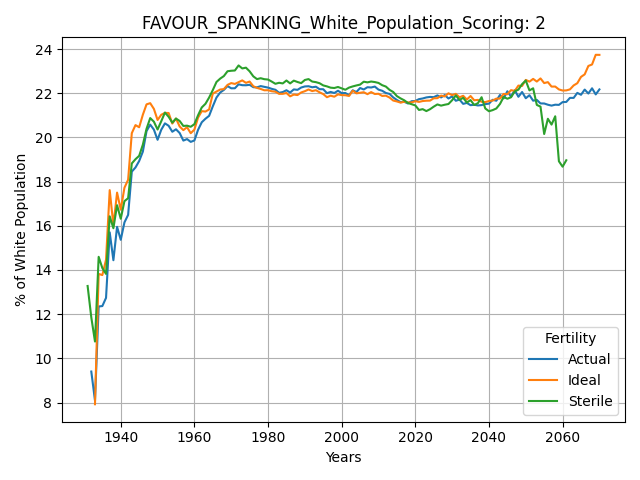 FAVOUR_SPANKING_White_Population_Scoring: 2
% of White Population
24
22
20
18
16
14
12
10
8
Fertility
Actual
Ideal
Sterile
1940 1960 1980 2000 2020 2040 2060
Years